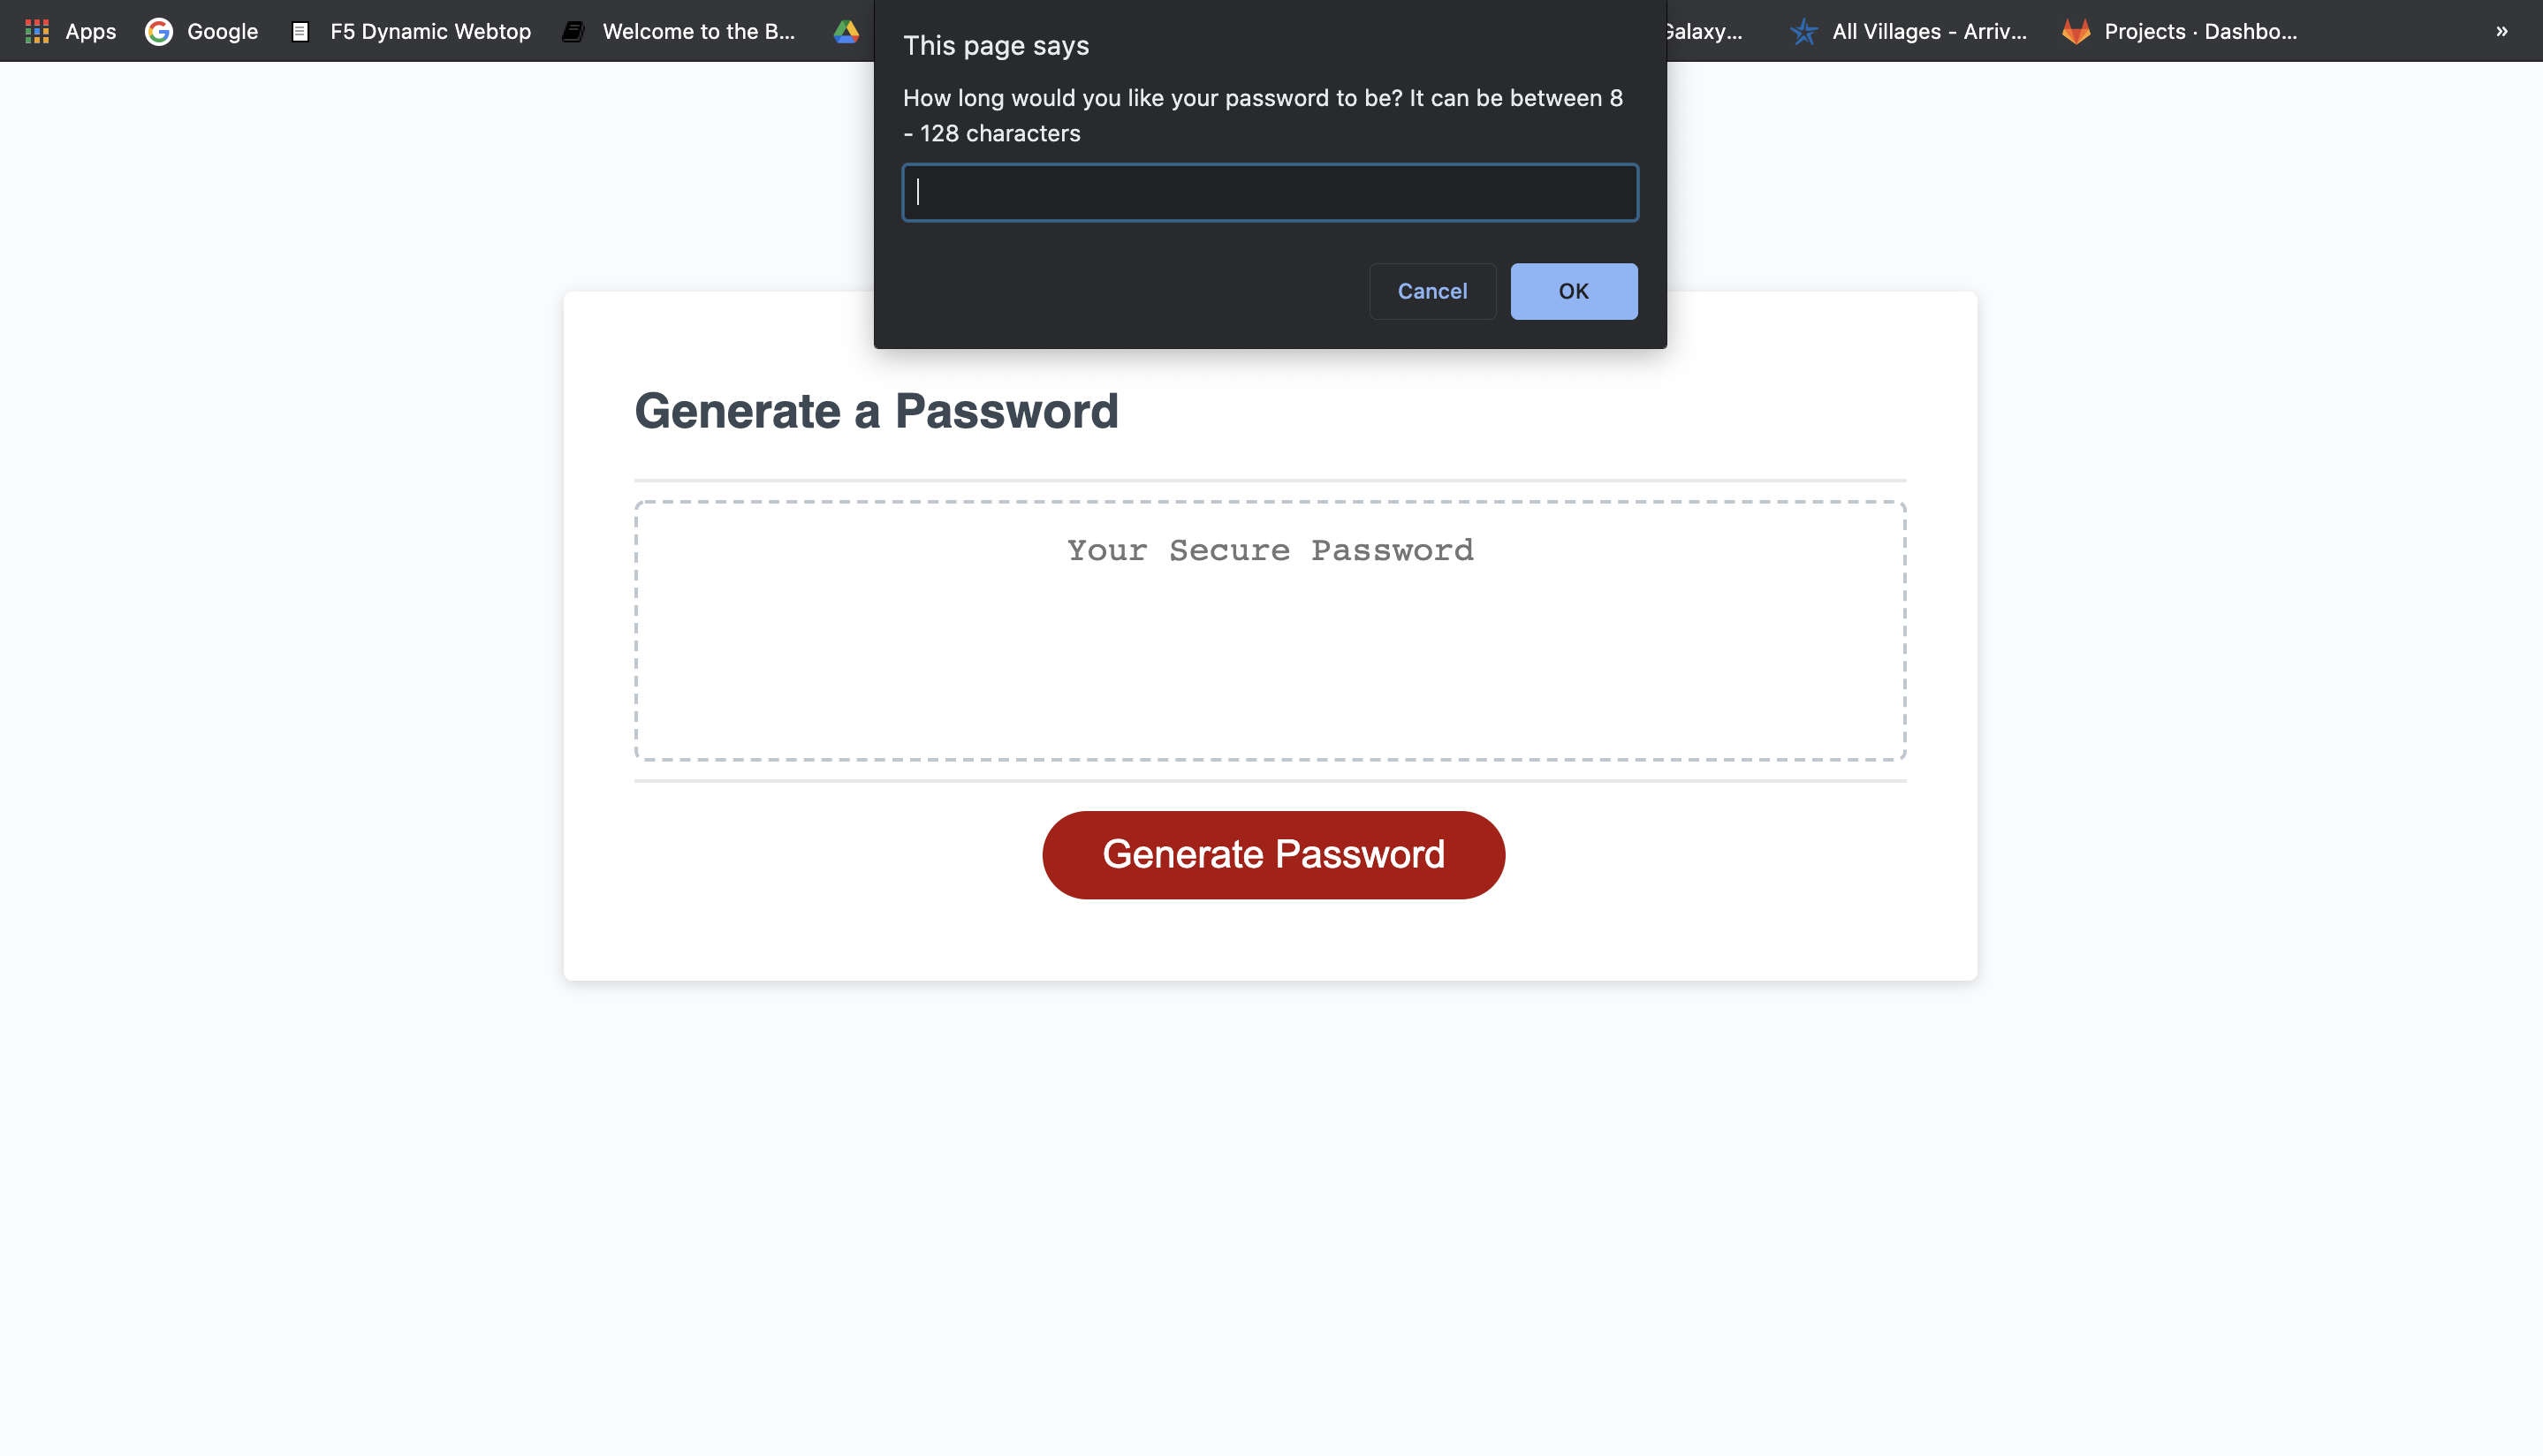 Apps Google F5 Dynamic Webtop Welcome to the B... Galaxy... All Villages - Arriv... Projects · Dashbo... »
This page says
How long would you like your password to be? It can be between 8
- 128 characters
Cancel OK
Generate a Password
Your Secure Password
Generate Password